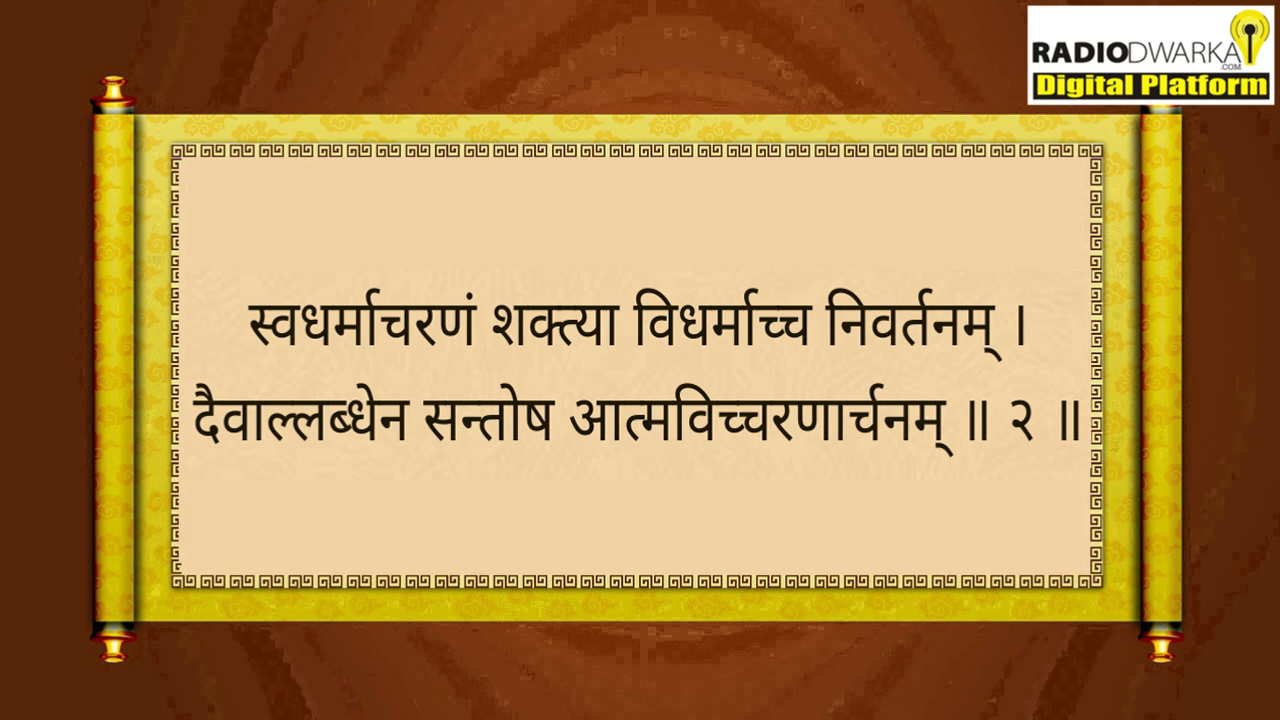 RADIODWARKA
.COM
Digital Platform
स्वधर्माचरणं शक्त्या विधर्माच्च निवर्तनम् ।
दैवाल्लब्धेन सन्तोष आत्मविच्चरणार्चनम् ॥ २ ॥